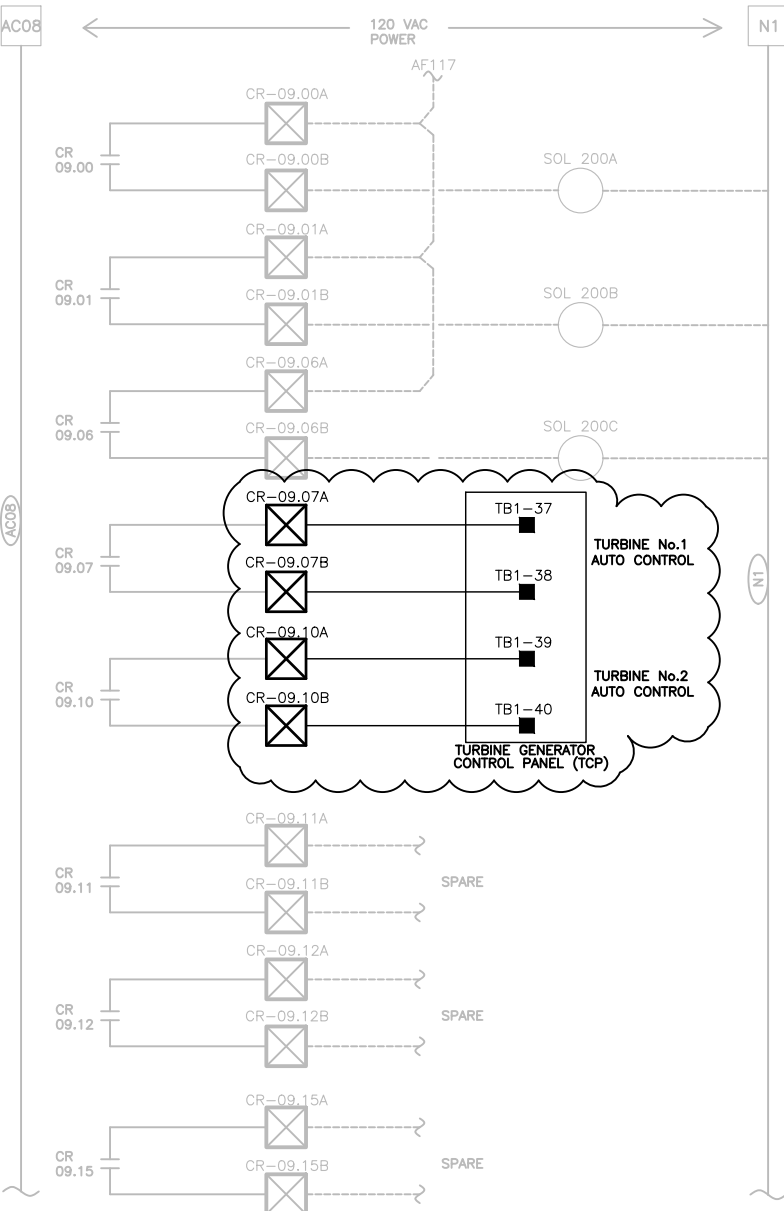 AC08
120 VAC
POWER
N1
AF117
CR-09.00A
CR
09.00
CR-09.00B
SOL 200A
CR-09.01A
CR
09.01
CR-09.01B
SOL 200B
CR-09.06A
CR
09.06
CR-09.06B
SOL 200C
AC08
CR-09.07A
TB1-37
CR
09.07
TURBINE No.1
AUTO CONTROL
CR-09.07B
TB1-38
N1
CR-09.10A
TB1-39
CR
09.10
TURBINE No.2
AUTO CONTROL
CR-09.10B
TB1-40
TURBINE GENERATOR
CONTROL PANEL (TCP)
CR-09.11A
CR
09.11
SPARE
CR-09.11B
CR-09.12A
CR
09.12
SPARE
CR-09.12B
CR-09.15A
CR
09.15
SPARE
CR-09.15B